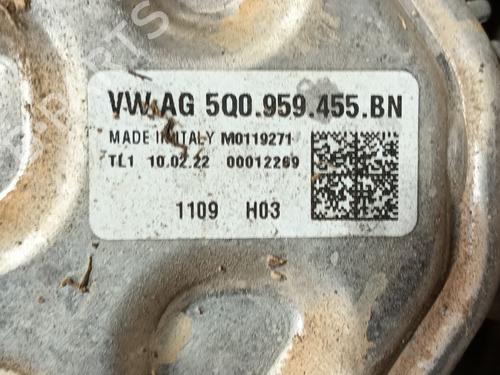 VW AG 5Q0.959.455.BN
MADE IN ITALY M0119271
TL1 10.02.22 00012269
1109 H03